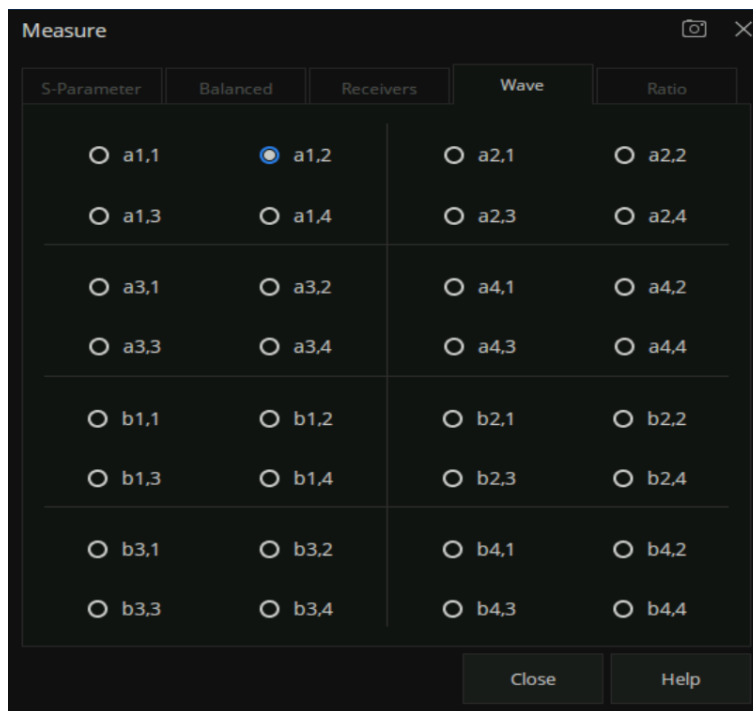 Measure
S-Parameter Balanced Receivers Wave Ratio
a1,1 a1,2 a2,1 a2,2
a1,3 a1,4 a2,3 a2,4
a3,1 a3,2 a4,1 a4,2
a3,3 a3,4 a4,3 a4,4
b1,1 b1,2 b2,1 b2,2
b1,3 b1,4 b2,3 b2,4
b3,1 b3,2 b4,1 b4,2
b3,3 b3,4 b4,3 b4,4
Close Help